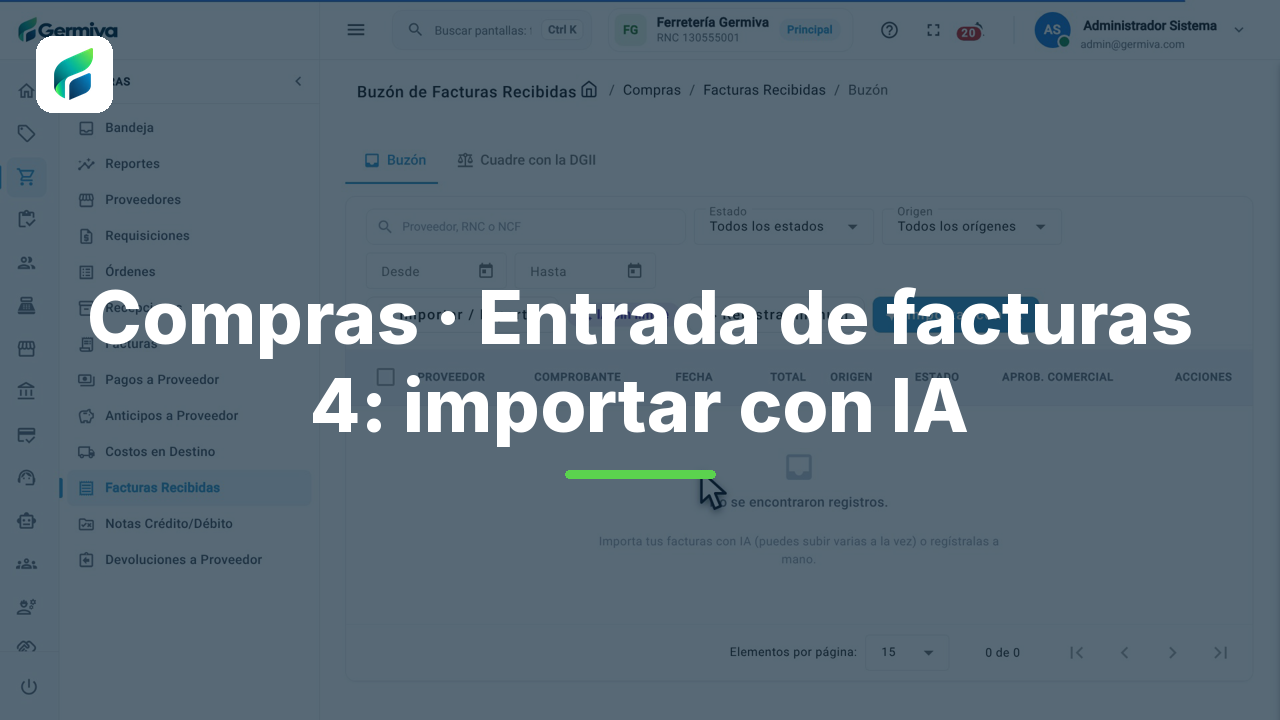 Germiva
Buscar pantallas:
Ctrl K
FG
Ferretería Germiva
RNC 130555001
Principal
20
AS
Administrador Sistema
admin@germiva.com
RAS
Bandeja
Reportes
Proveedores
Requisiciones
Órdenes
Facturas
Pagos a Proveedor
Anticipos a Proveedor
Costos en Destino
Facturas Recibidas
Notas Crédito/Débito
Devoluciones a Proveedor
Buzón de Facturas Recibidas
/ Compras / Facturas Recibidas / Buzón
Buzón
Cuadre con la DGII
Proveedor, RNC o NCF
Estado
Todos los estados
Origen
Todos los orígenes
Desde
Hasta
Compras · Entrada de facturas
4: importar con IA
PROVEEDOR COMPROBANTE FECHA TOTAL ORIGEN ESTADO APROB. COMERCIAL ACCIONES
se encontraron registros.
Importa tus facturas con IA (puedes subir varias a la vez) o regístralas a
mano.
Elementos por página: 15 0 de 0